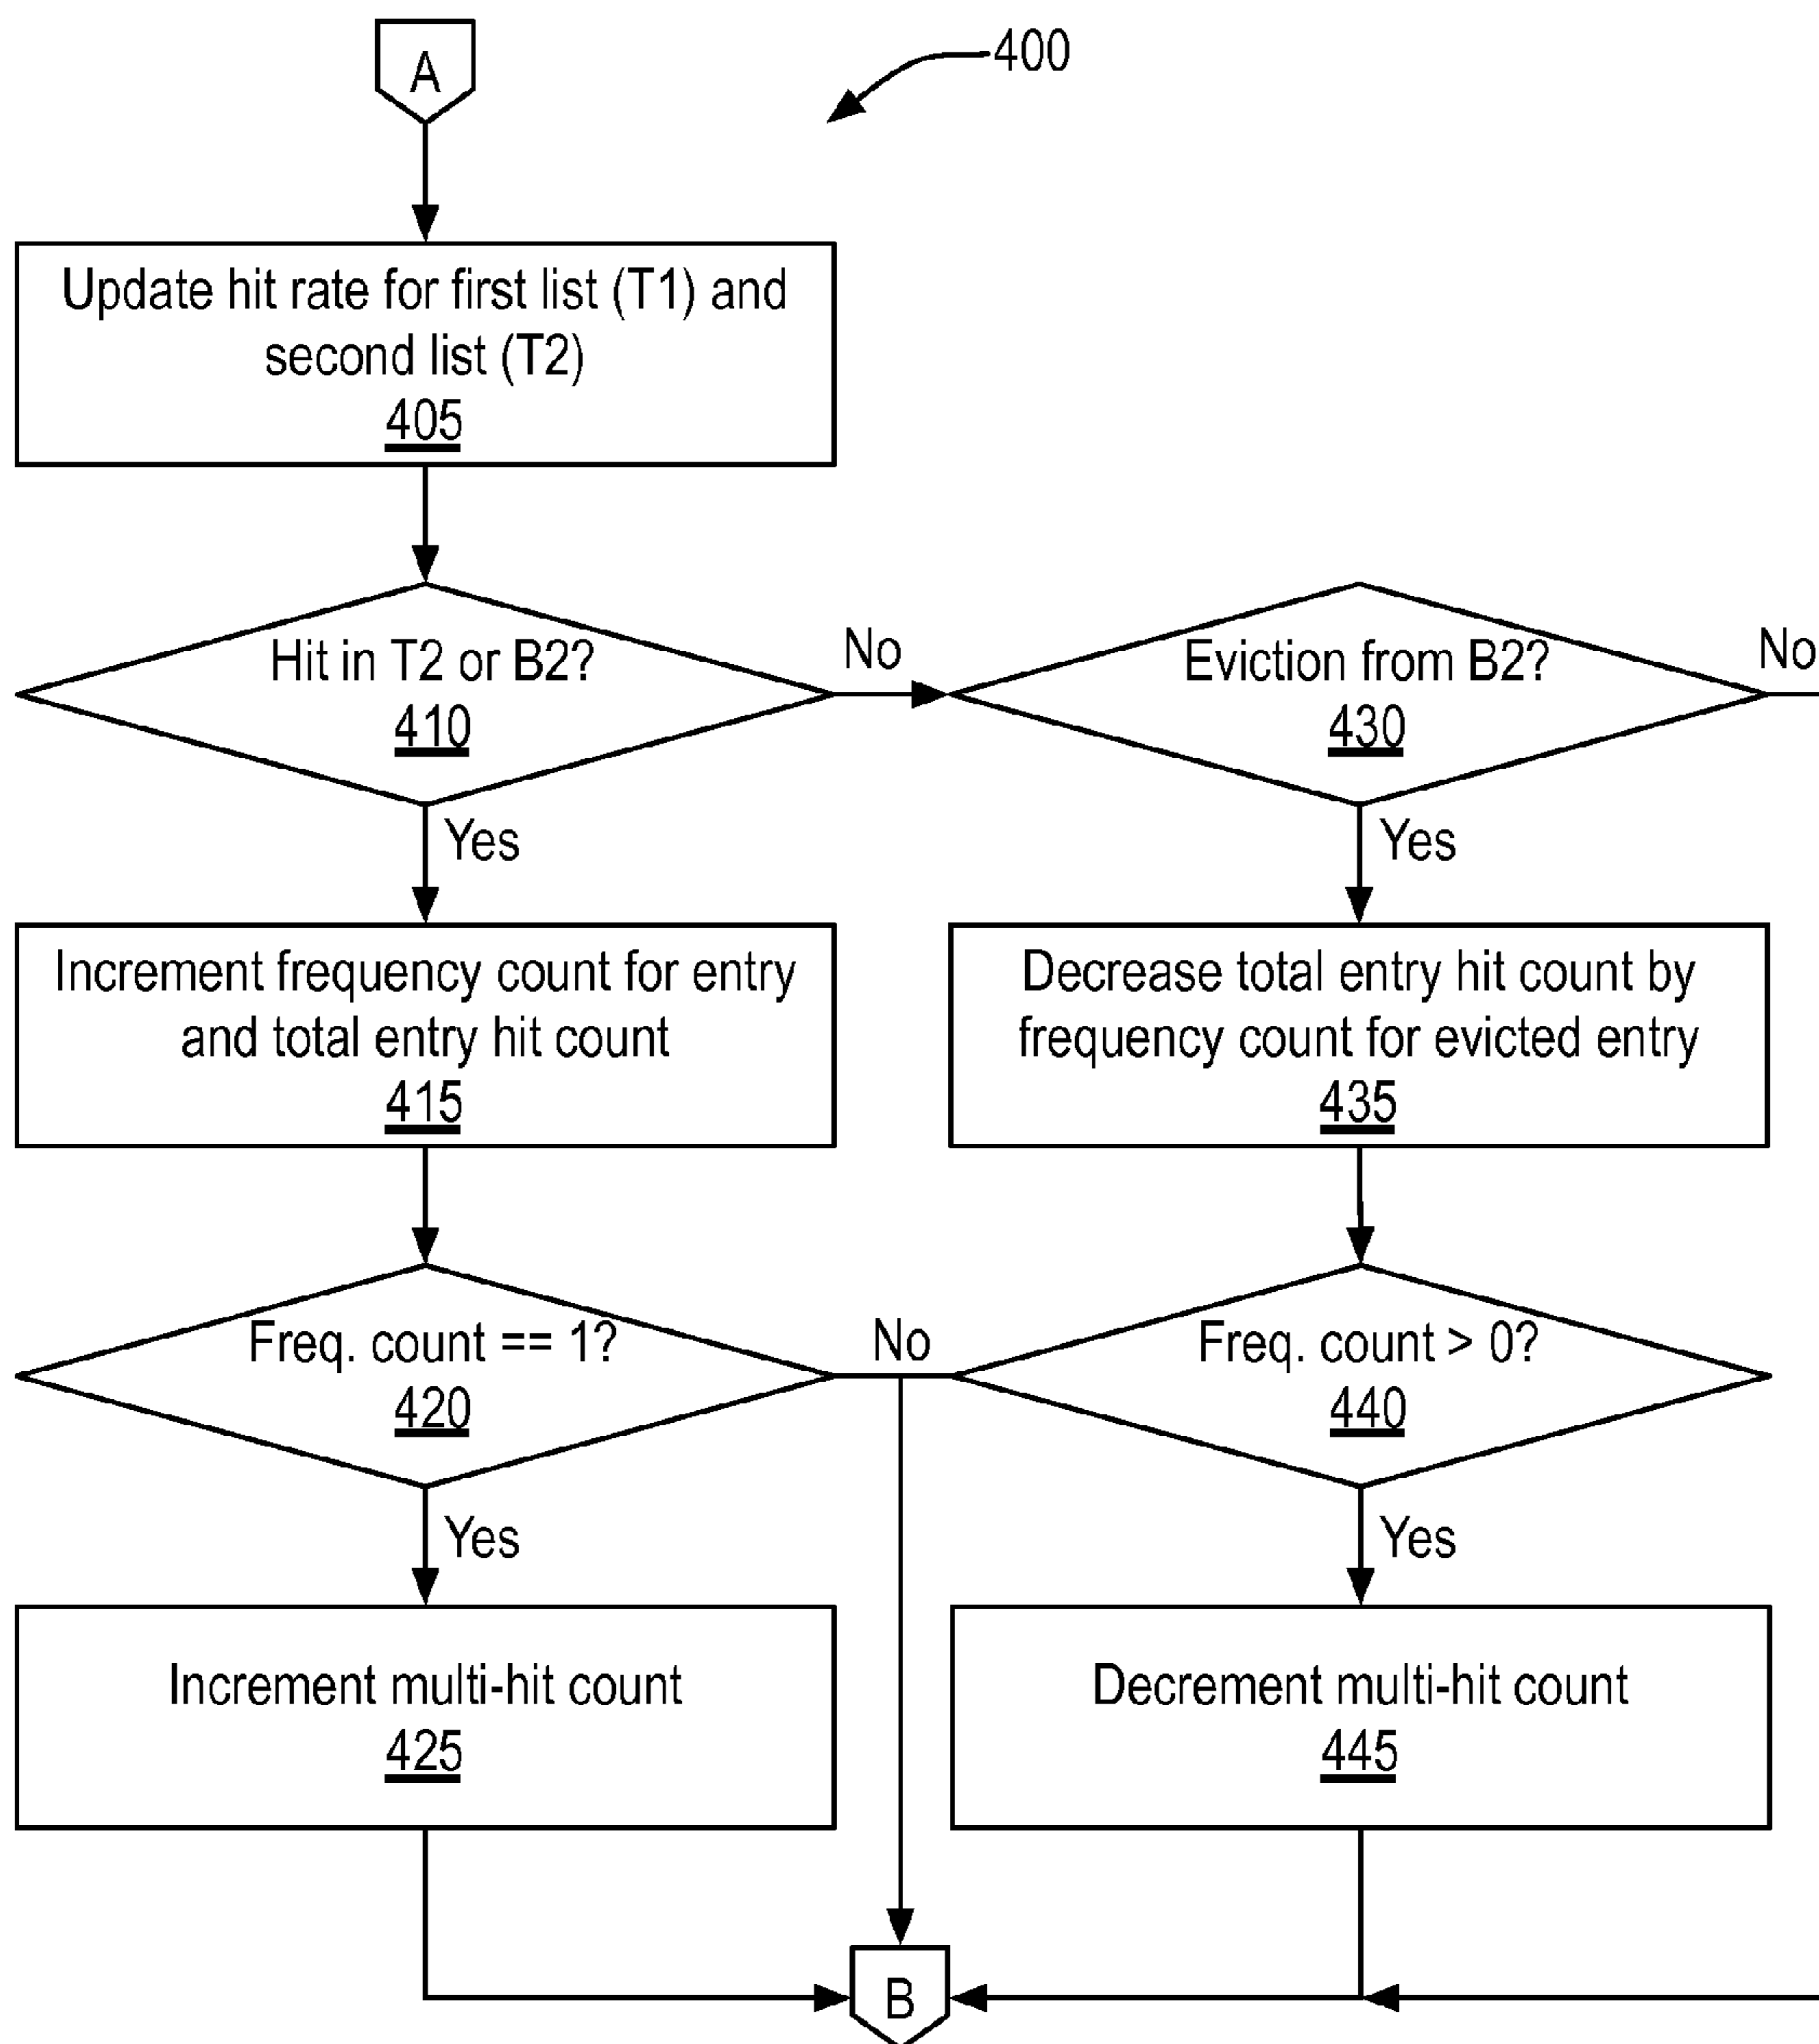 A
400
Update hit rate for first list (T1) and
second list (T2)
405
Hit in T2 or B2?
410
No
Eviction from B2?
430
No
Yes
Yes
Increment frequency count for entry
and total entry hit count
415
Decrease total entry hit count by
frequency count for evicted entry
435
Freq. count == 1?
420
No
Freq. count > 0?
440
Yes
Yes
Increment multi-hit count
425
Decrement multi-hit count
445
B